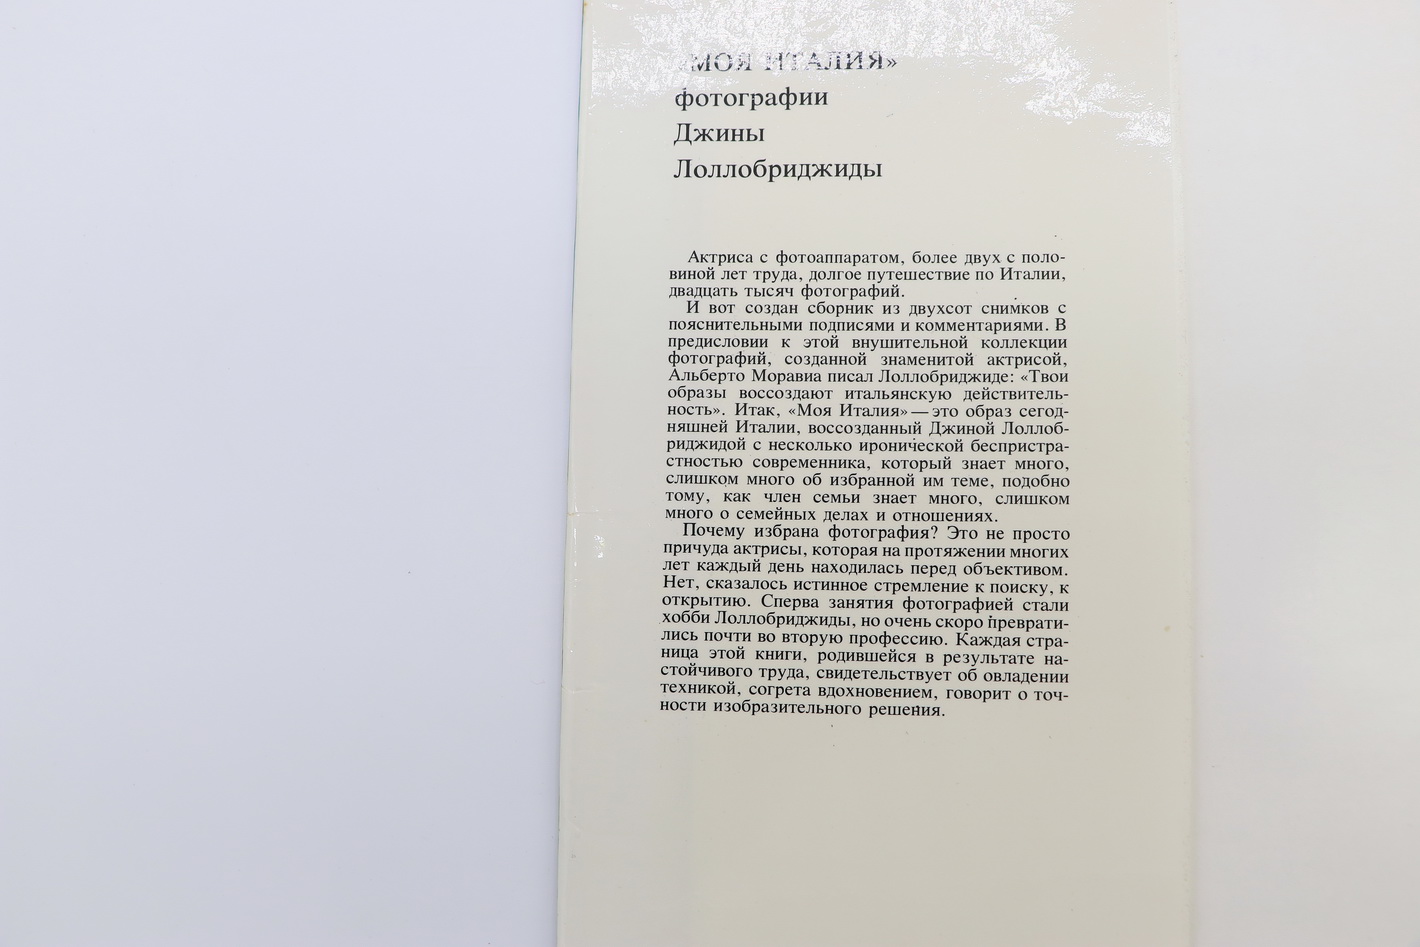 «МОЯ ИТАЛИЯ»
фотографии
Джины
Лоллобриджиды
Актриса с фотоаппаратом, более двух с поло-
виной лет труда, долгое путешествие по Италии,
двадцать тысяч фотографий.
И вот создан сборник из двухсот снимков с
пояснительными подписями и комментариями. В
предисловии к этой внушительной коллекции
фотографий, созданной знаменитой актрисой,
Альберто Моравиа писал Лоллобриджиде: «Твои
образы воссоздают итальянскую действитель-
ность». Итак, «Моя Италия» — это образ сегод-
няшней Италии, воссозданный Джиной Лоллоб-
риджидой с несколько иронической беспристра-
стностью современника, который знает много,
слишком много об избранной им теме, подобно
тому, как член семьи знает много, слишком
много о семейных делах и отношениях.
Почему избрана фотография? Это не просто
причуда актрисы, которая на протяжении многих
лет каждый день находилась перед объективом.
Нет, сказалось истинное стремление к поиску, к
открытию. Сперва занятия фотографией стали
хобби Лоллобриджиды, но очень скоро преврати-
лись почти во вторую профессию. Каждая стра-
ница этой книги, родившейся в результате на-
стойчивого труда, свидетельствует об овладении
техникой, согрета вдохновением, говорит о точ-
ности изобразительного решения.